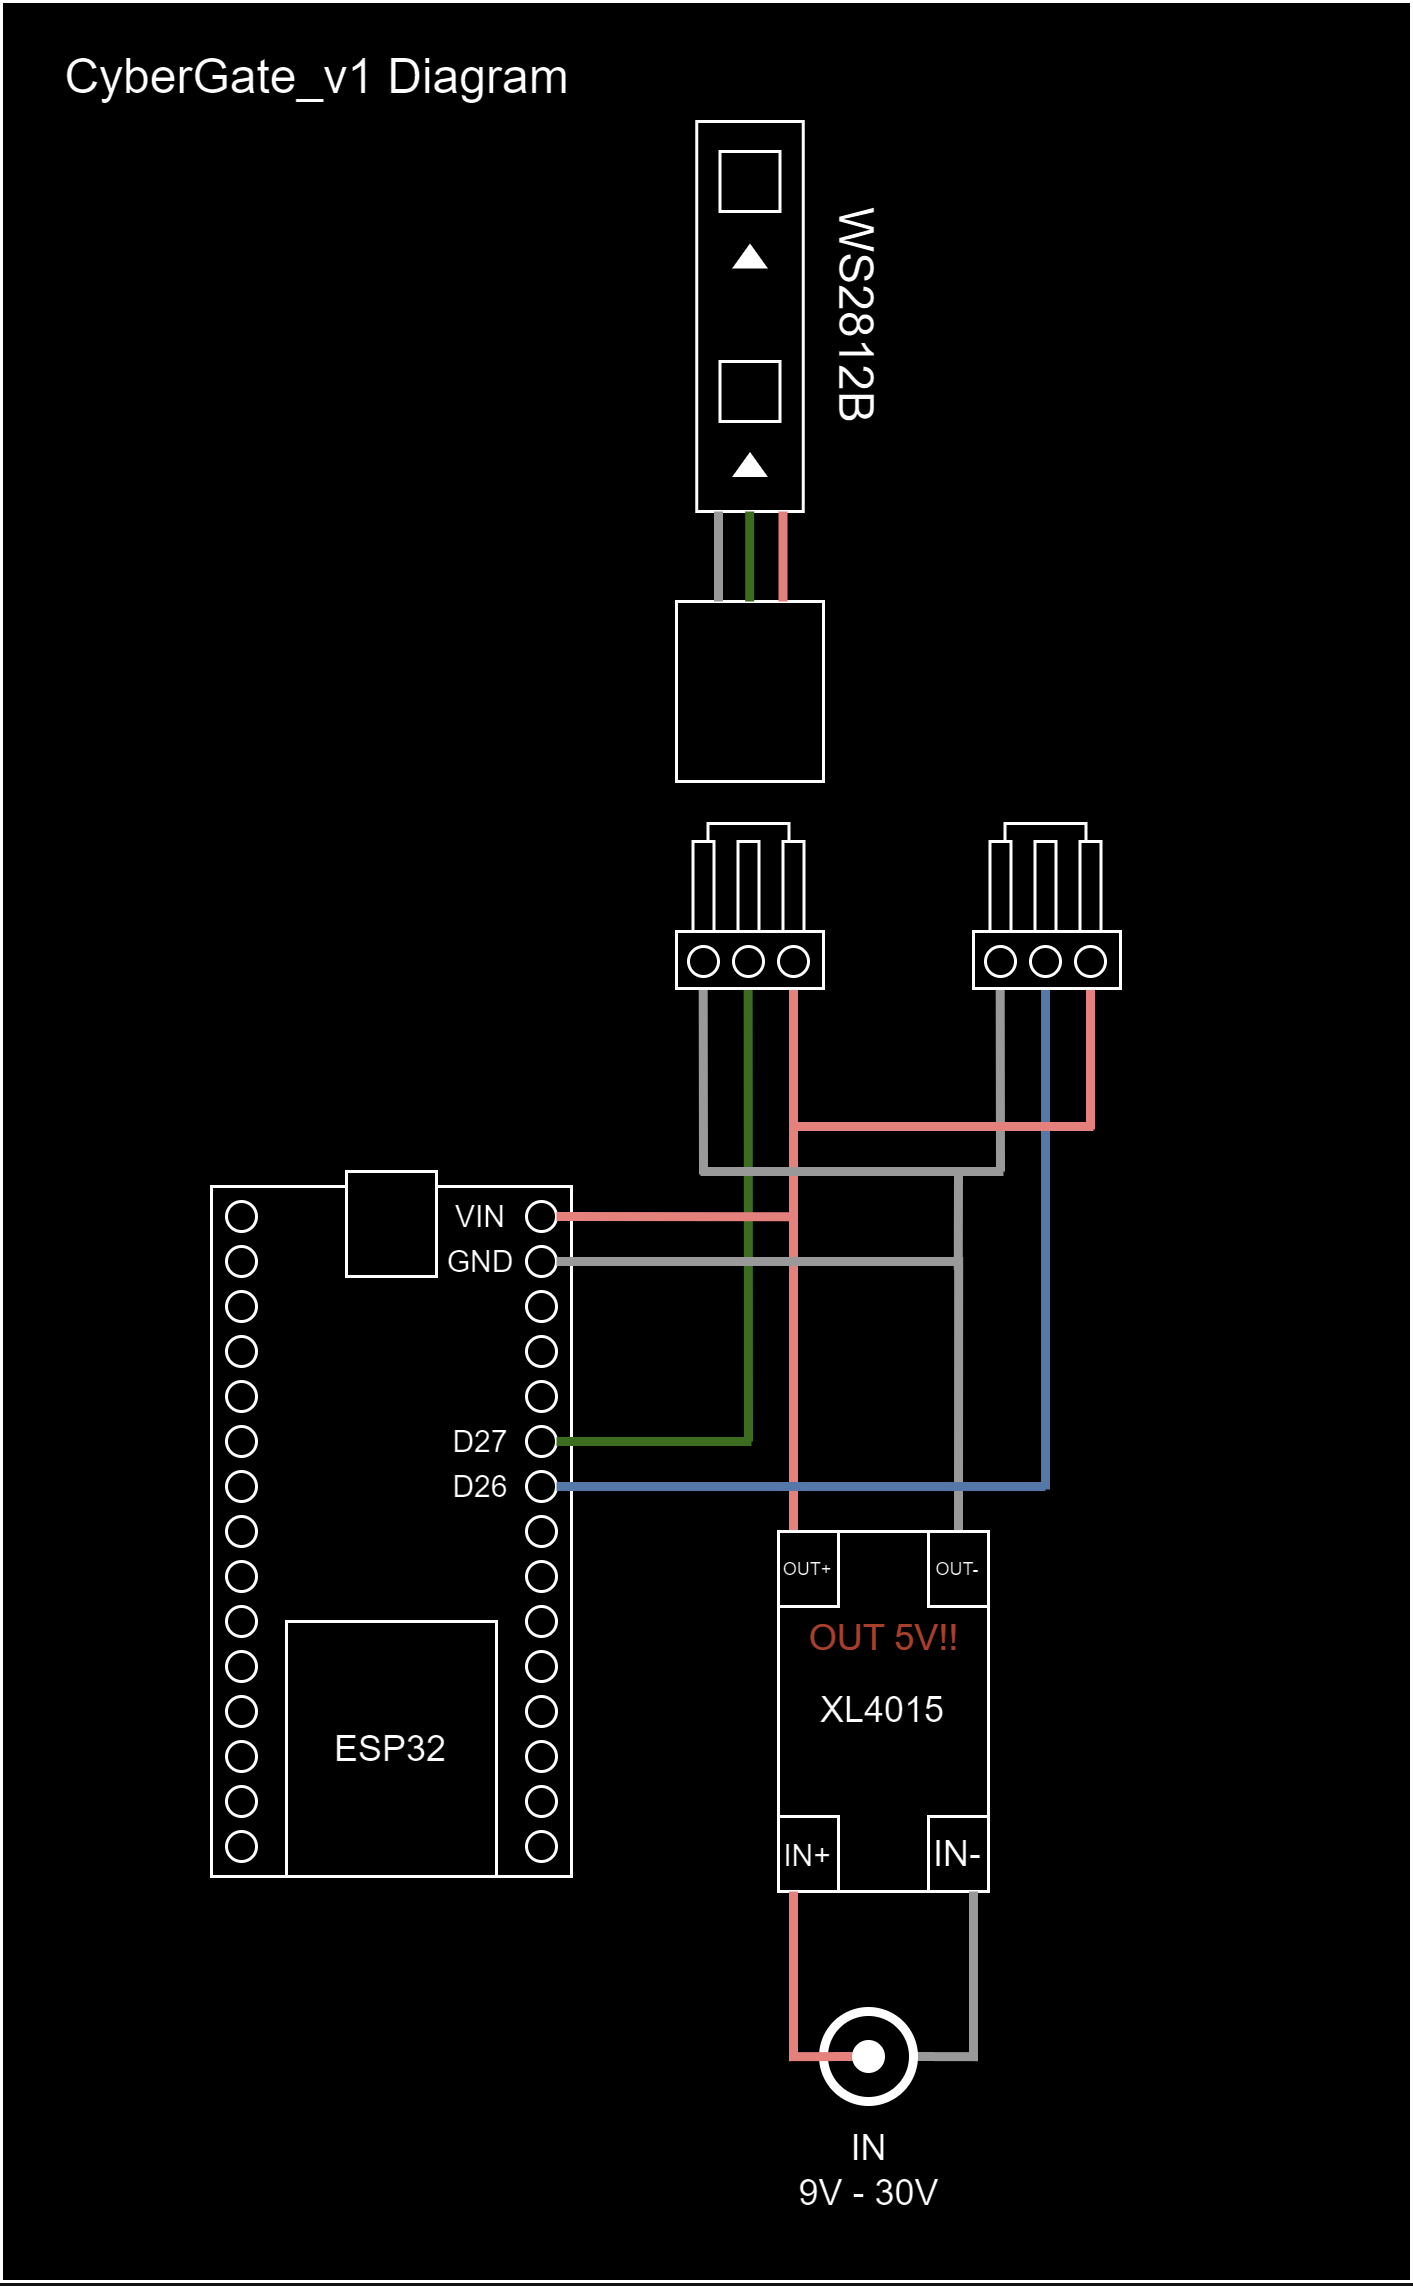 CyberGate_v1 Diagram
WS2812B
VIN
GND
D27
D26
ESP32
OUT+
OUT-
OUT 5V!!
XL4015
IN+
IN-
IN
9V - 30V